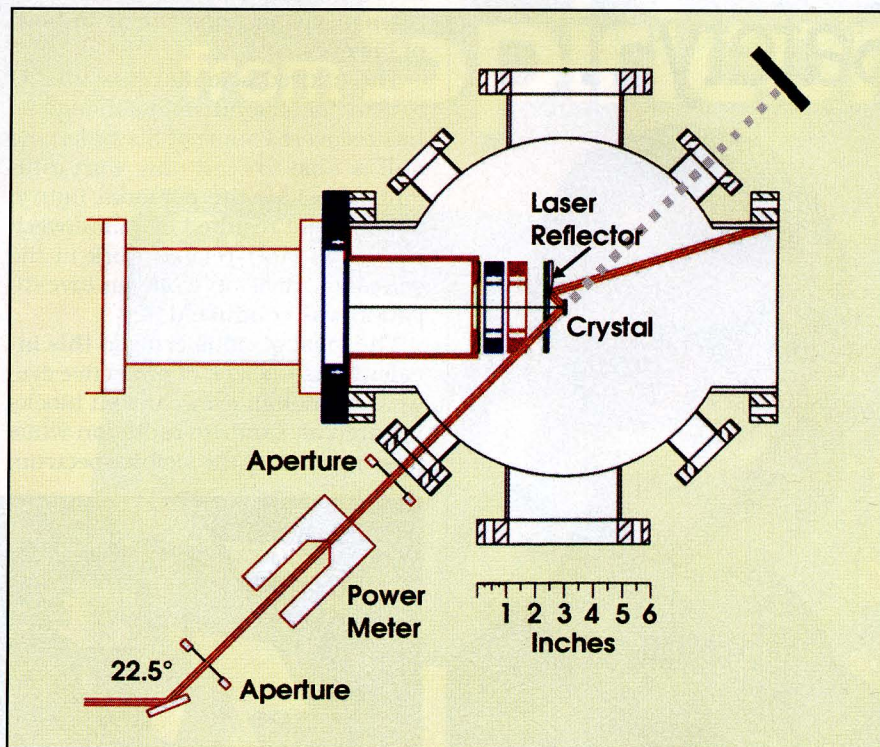 Laser
Reflector
Crystal
Aperture
Power
Meter
1 2 3 4 5 6
Inches
22.5°
Aperture